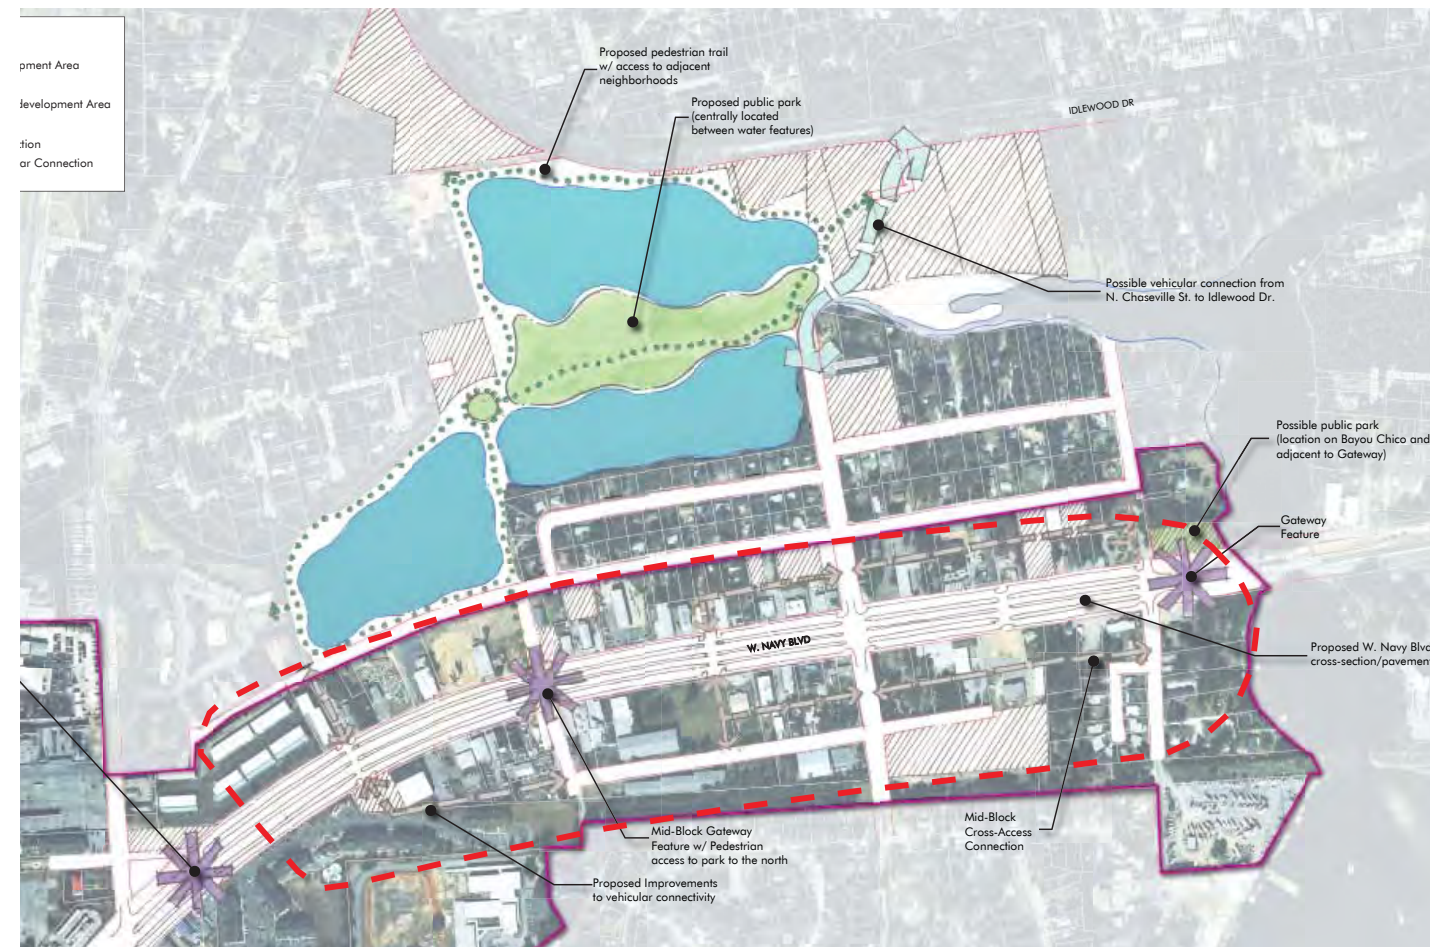 pment Area
development Area
ction
ar Connection
Proposed pedestrian trail
w/ access to adjacent
neighborhoods
Proposed public park
(centrally located
between water features)
IDLEWOOD DR
Possible vehicular connection from
N. Chaseville St. to Idlewood Dr.
Possible public park
(location on Bayou Chico and
adjacent to Gateway)
Gateway
Feature
W. NAVY BLVD
Proposed W. Navy Blvd
cross-section/pavement
Mid-Block
Cross-Access
Connection
Mid-Block Gateway
Feature w/ Pedestrian
access to park to the north
Proposed Improvements
to vehicular connectivity